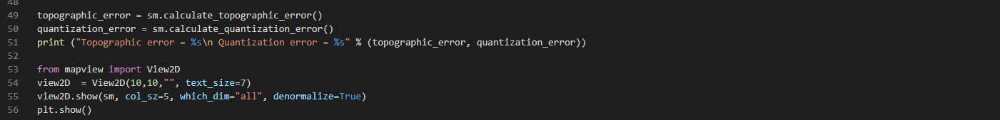 48
49 topographic_error = sm.calculate_topographic_error()
50 quantization_error = sm.calculate_quantization_error()
51 print ("Topographic error = %s\n Quantization error = %s" % (topographic_error, quantization_error))
52
53 from mapview import View2D
54 view2D  = View2D(10,10,"", text_size=7)
55 view2D.show(sm, col_sz=5, which_dim="all", denormalize=True)
56 plt.show()